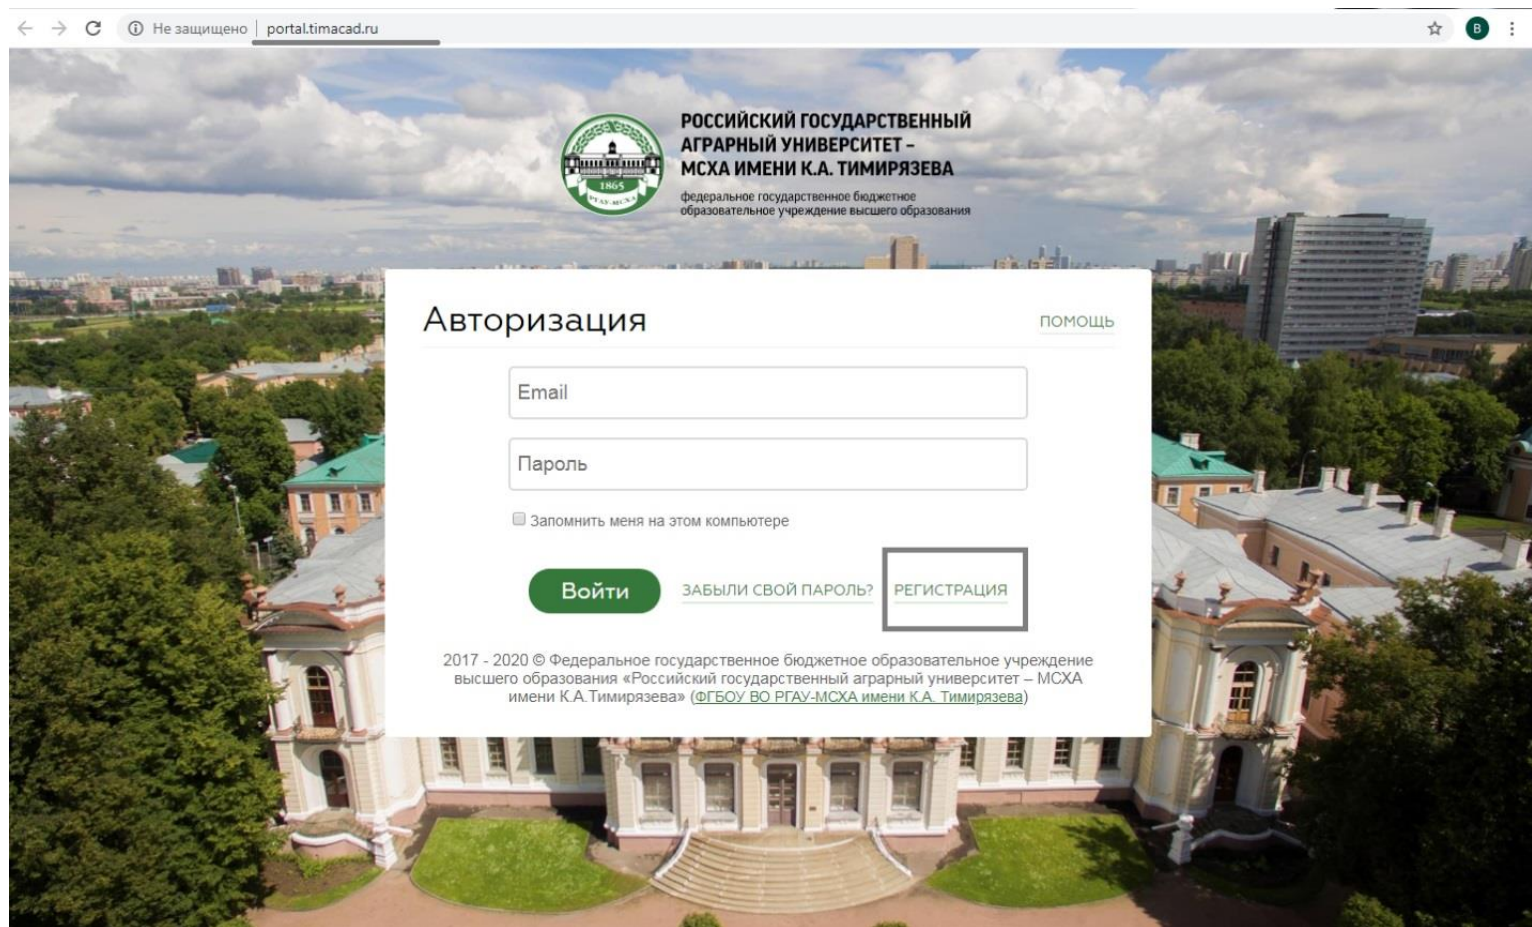 Не защищено
portal.timacad.ru
B
РОССИЙСКИЙ ГОСУДАРСТВЕННЫЙ
АГРАРНЫЙ УНИВЕРСИТЕТ –
МСХА ИМЕНИ К.А. ТИМИРЯЗЕВА
федеральное государственное бюджетное
образовательное учреждение высшего образования
1865
РГАУ-МСХА
Авторизация
ПОМОЩЬ
Email
Пароль
Запомнить меня на этом компьютере
Войти
ЗАБЫЛИ СВОЙ ПАРОЛЬ?
РЕГИСТРАЦИЯ
2017 - 2020 © Федеральное государственное бюджетное образовательное учреждение
высшего образования «Российский государственный аграрный университет – МСХА
имени К.А.Тимирязева» (ФГБОУ ВО РГАУ-МСХА имени К.А. Тимирязева)